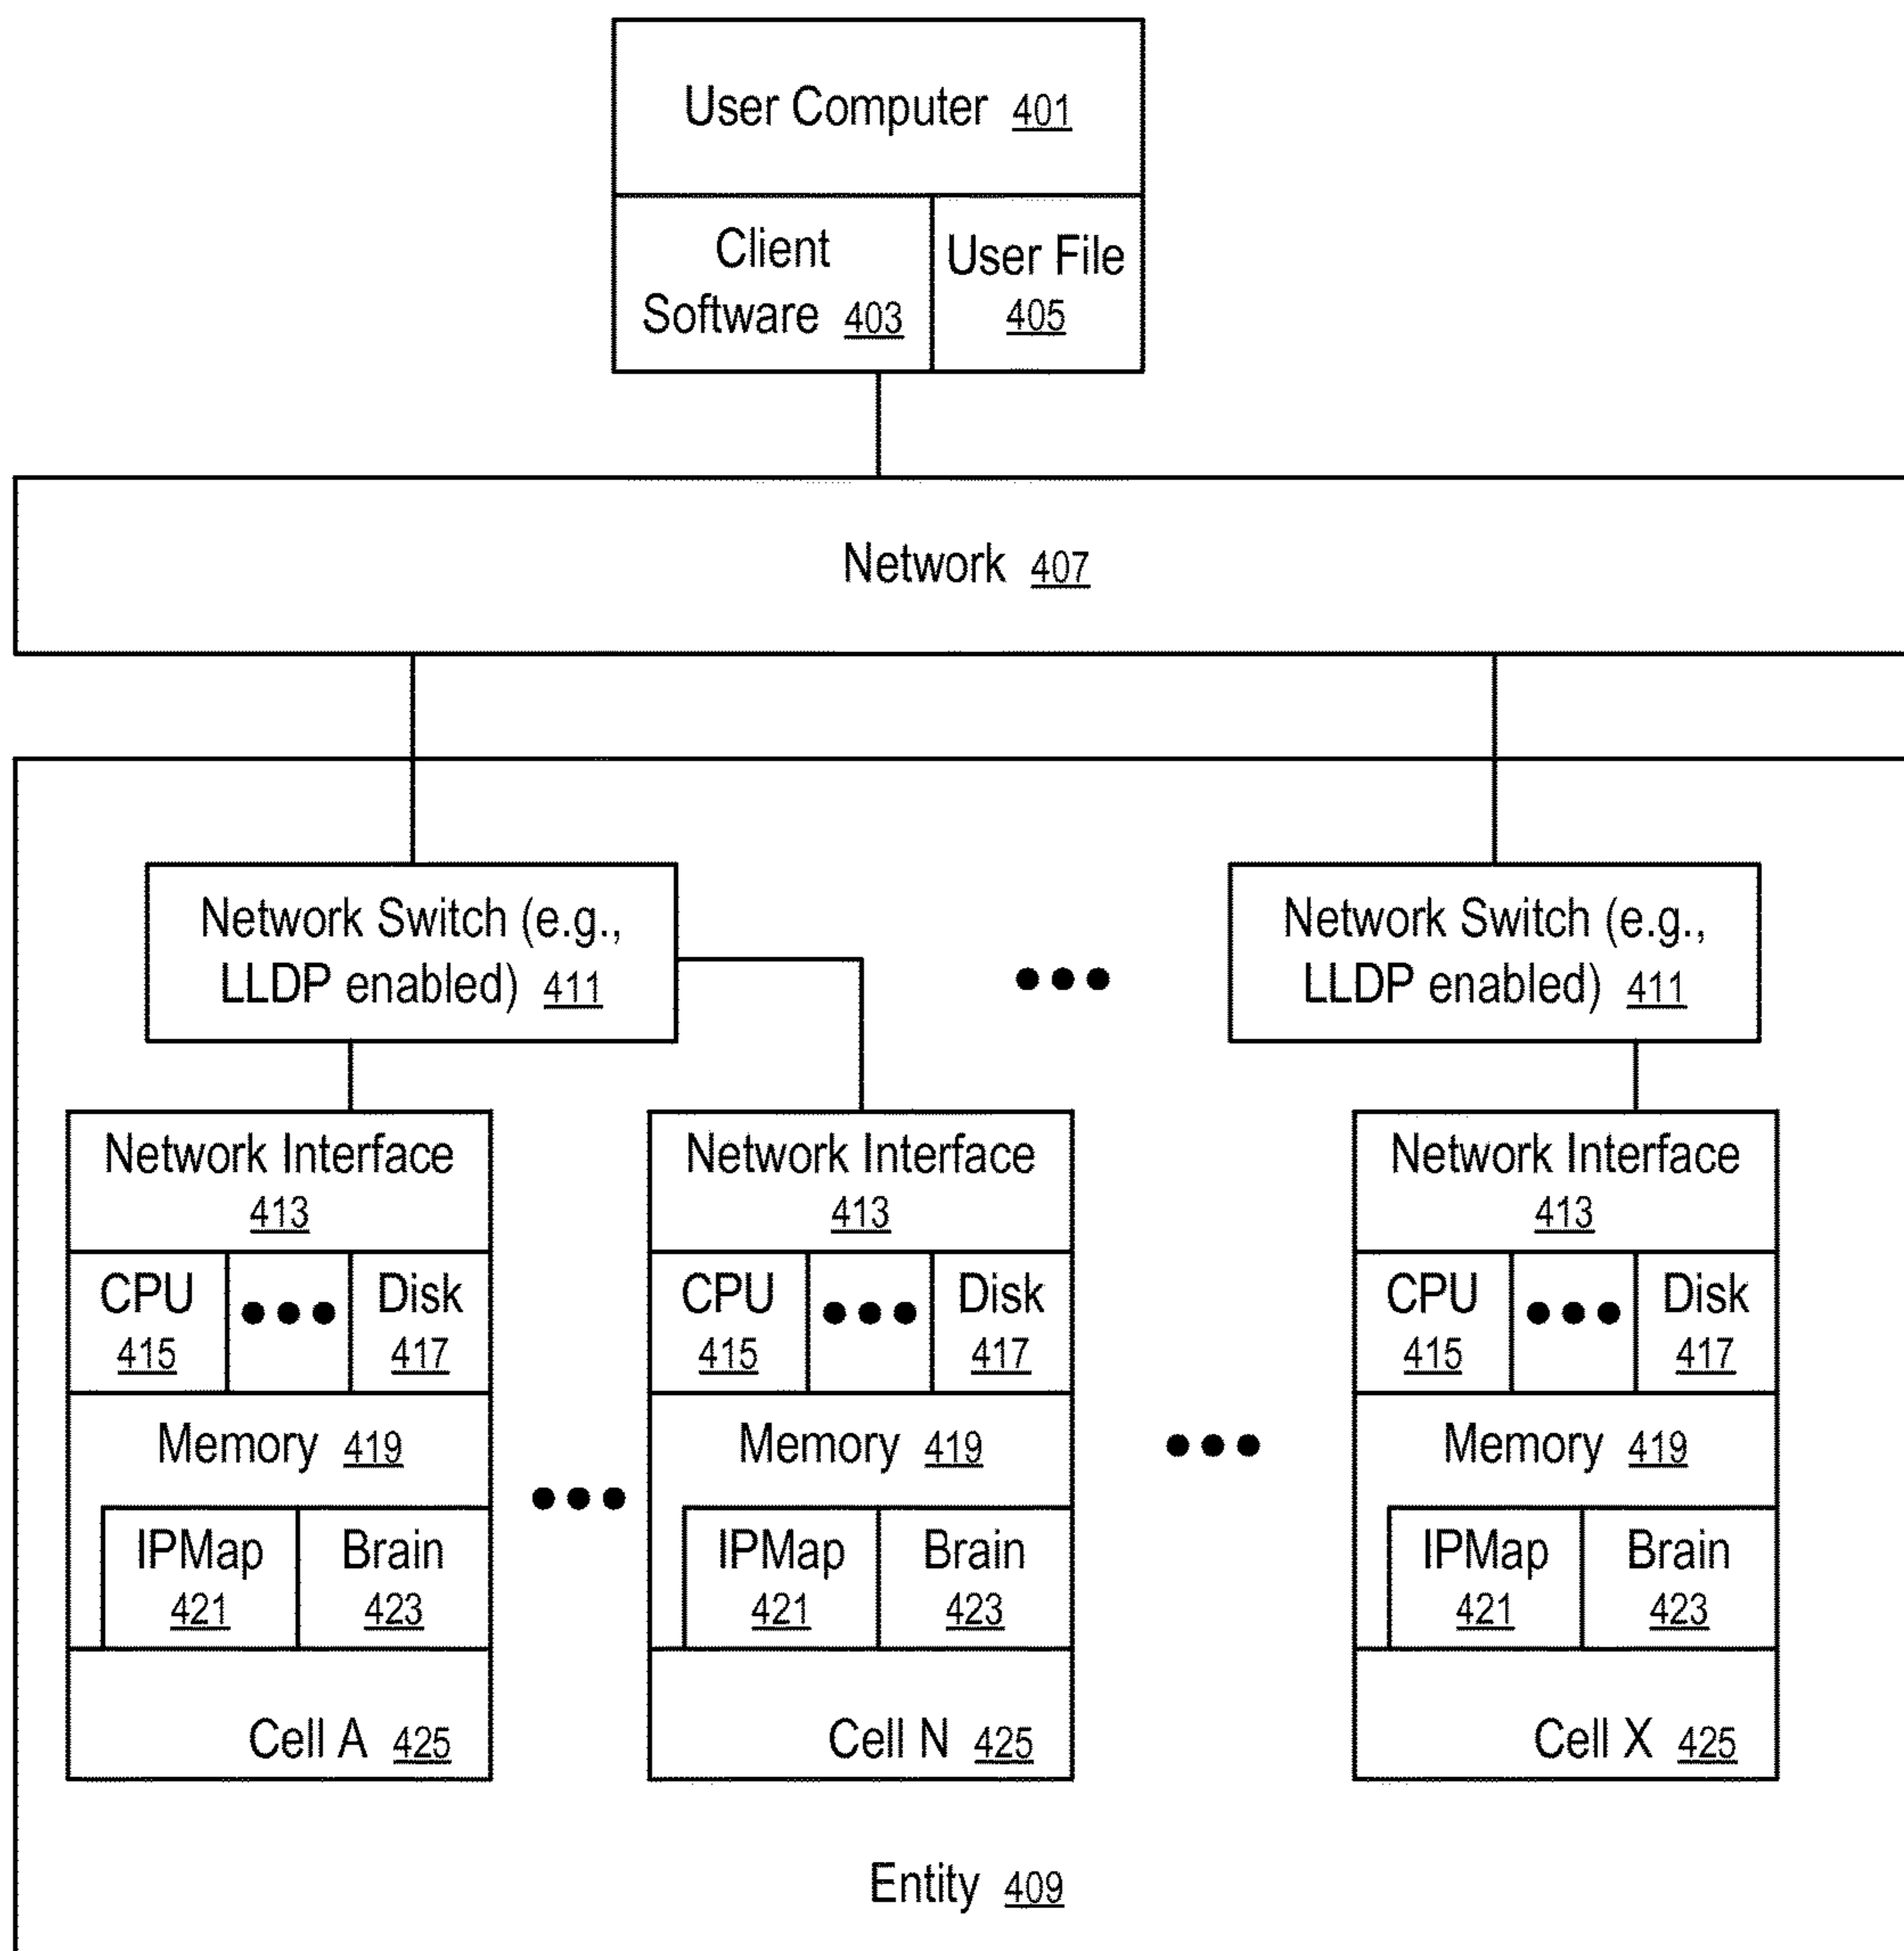 User Computer 401
Client
Software 403
User File
405
Network 407
Network Switch (e.g.,
LLDP enabled) 411
Network Switch (e.g.,
LLDP enabled) 411
Network Interface
413
CPU
415
Disk
417
Memory 419
IPMap
421
Brain
423
Cell A 425
Network Interface
413
CPU
415
Disk
417
Memory 419
IPMap
421
Brain
423
Cell N 425
Network Interface
413
CPU
415
Disk
417
Memory 419
IPMap
421
Brain
423
Cell X 425
Entity 409